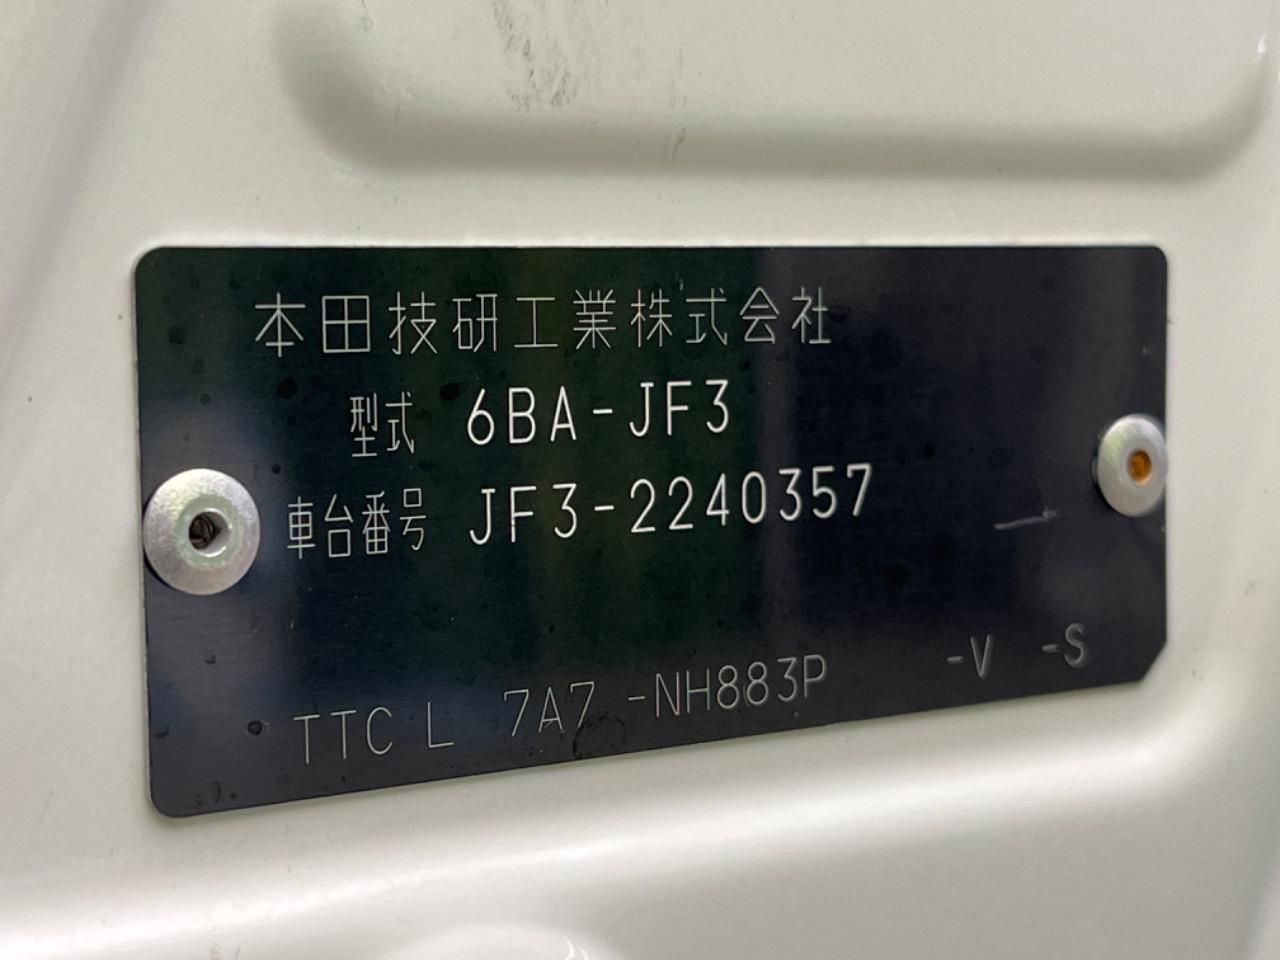 本田技研工業株式会社
型式 6BA-JF3
車台番号 JF3-2240357
TTC L 7A7 -NH883P -V -S